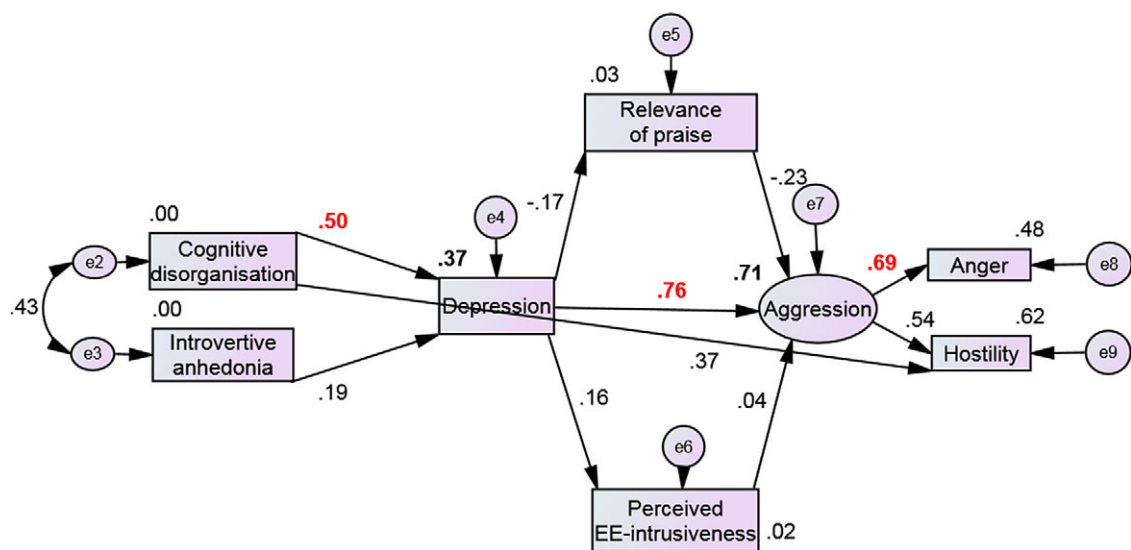 e5
.03
Relevance
of praise
-.17
-.23
e4
e7
.00
.50
.37
.71
.69
.48
e2
Cognitive
disorganisation
Anger
e8
.76
.43
Depression
Aggression
.00
.54
.62
e3
Introvertive
anhedonia
Hostility
e9
.37
.19
.16
.04
e6
Perceived
EE-intrusiveness
.02